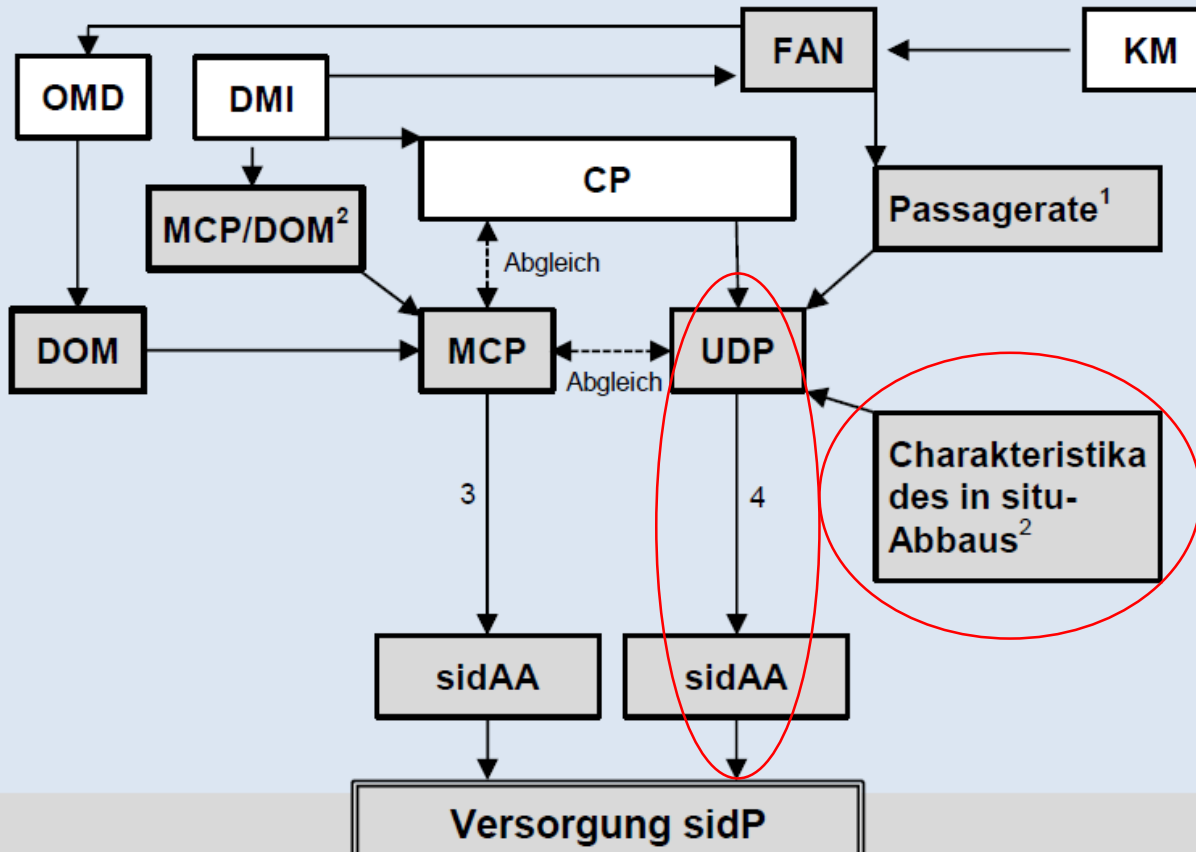 FAN
KM
OMD
DMI
CP
Passagerate¹
MCP/DOM²
Abgleich
DOM
MCP
UDP
Abgleich
Charakteristika
des in situ-
Abbaus²
3
4
sidAA
sidAA
Versorgung sidP